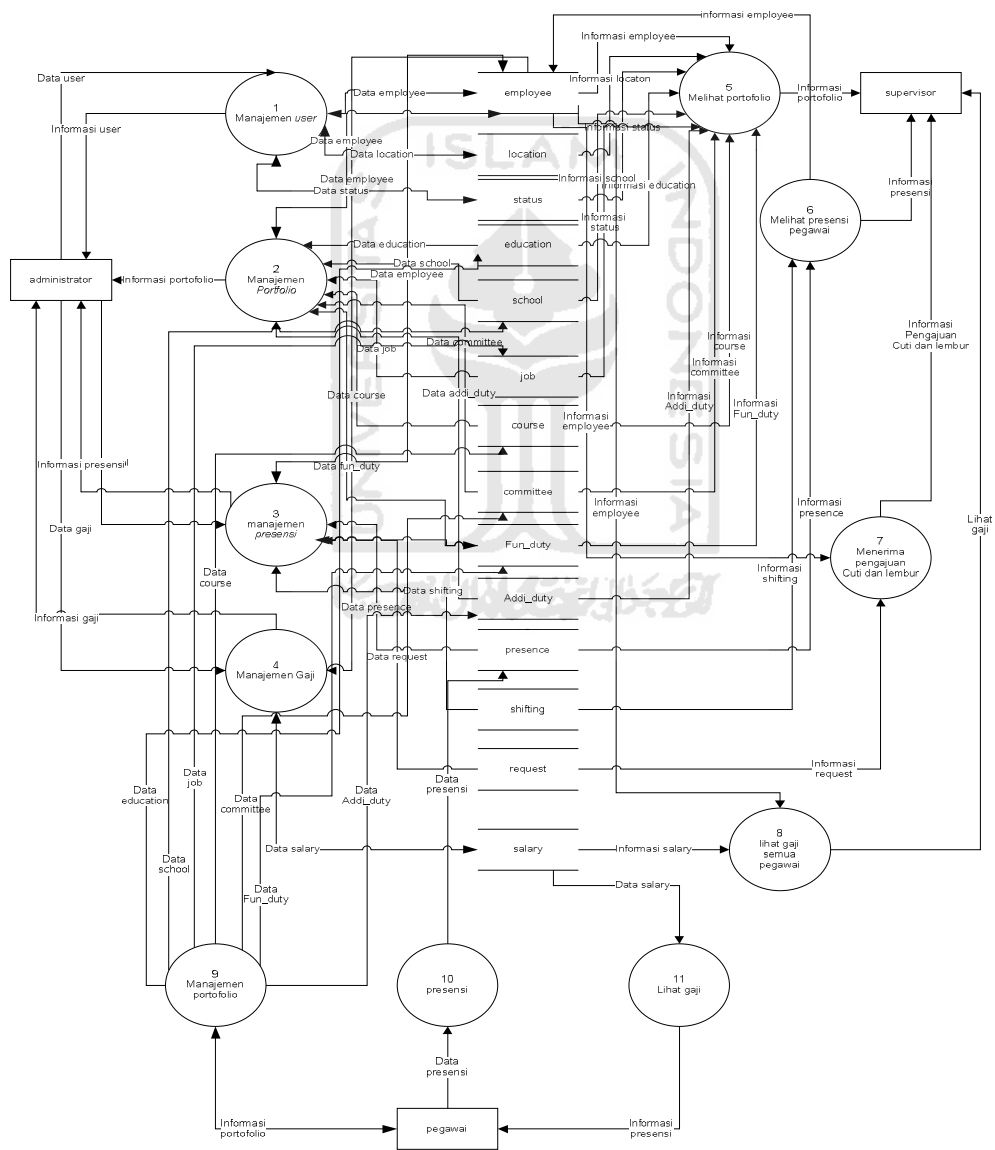 informasi employee
Informasi employee
Data user
Informasi locaton
1
Manajemen user
Data employee
employee
5
Melihat portofolio
Informasi
portofolio
supervisor
Informasi user
Informasi status
Data employee
Data location
location
Data employee
Data status
status
Informasi school
Informasi education
Informasi
presensi
6
Melihat presensi
pegawai
Informasi
status
Data education
education
Data school
Data employee
administrator
Informasi portofolio
2
Manajemen
Portfolio
school
Data job
Data committee
job
Informasi
course
Informasi
committee
Informasi
Pengajuan
Cuti dan lembur
Data course
Data addi_duty
Informasi
Addi_duty
Informasi
Fun_duty
course
Informasi
employee
Informasi presensiI
Data fun_duty
committee
Informasi
employee
Informasi
presence
Data gaji
3
manajemen
presensi
Fun_duty
Lihat
gaji
7
Menerima
pengajuan
Cuti dan lembur
Data
course
Data shifting
Addi_duty
Informasi
shifting
Data presence
Informasi gaji
Data request
presence
4
Manajemen Gaji
shifting
request
Informasi
request
Data
job
Data
presensi
Data
education
Data
committee
Data
Addi_duty
Data salary
salary
Informasi salary
8
lihat gaji
semua
pegawai
Data
school
Data
Fun_duty
Data salary
9
Manajemen
portofolio
10
presensi
11
Lihat gaji
Data
presensi
Informasi
portofolio
pegawai
Informasi
presensi
ISLAM
UNIVERSITAS
INDONESIA